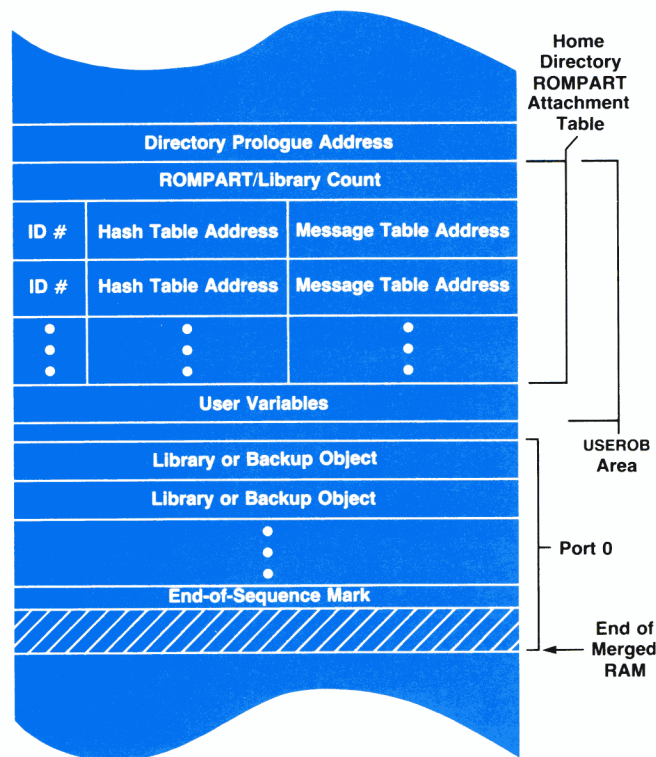 Home
Directory
ROMPART
Attachment
Table
Directory Prologue Address
ROMPART/Library Count
ID # Hash Table Address Message Table Address
ID # Hash Table Address Message Table Address
User Variables
USEROB
Area
Library or Backup Object
Library or Backup Object
Port 0
End-of-Sequence Mark
End of
Merged
RAM